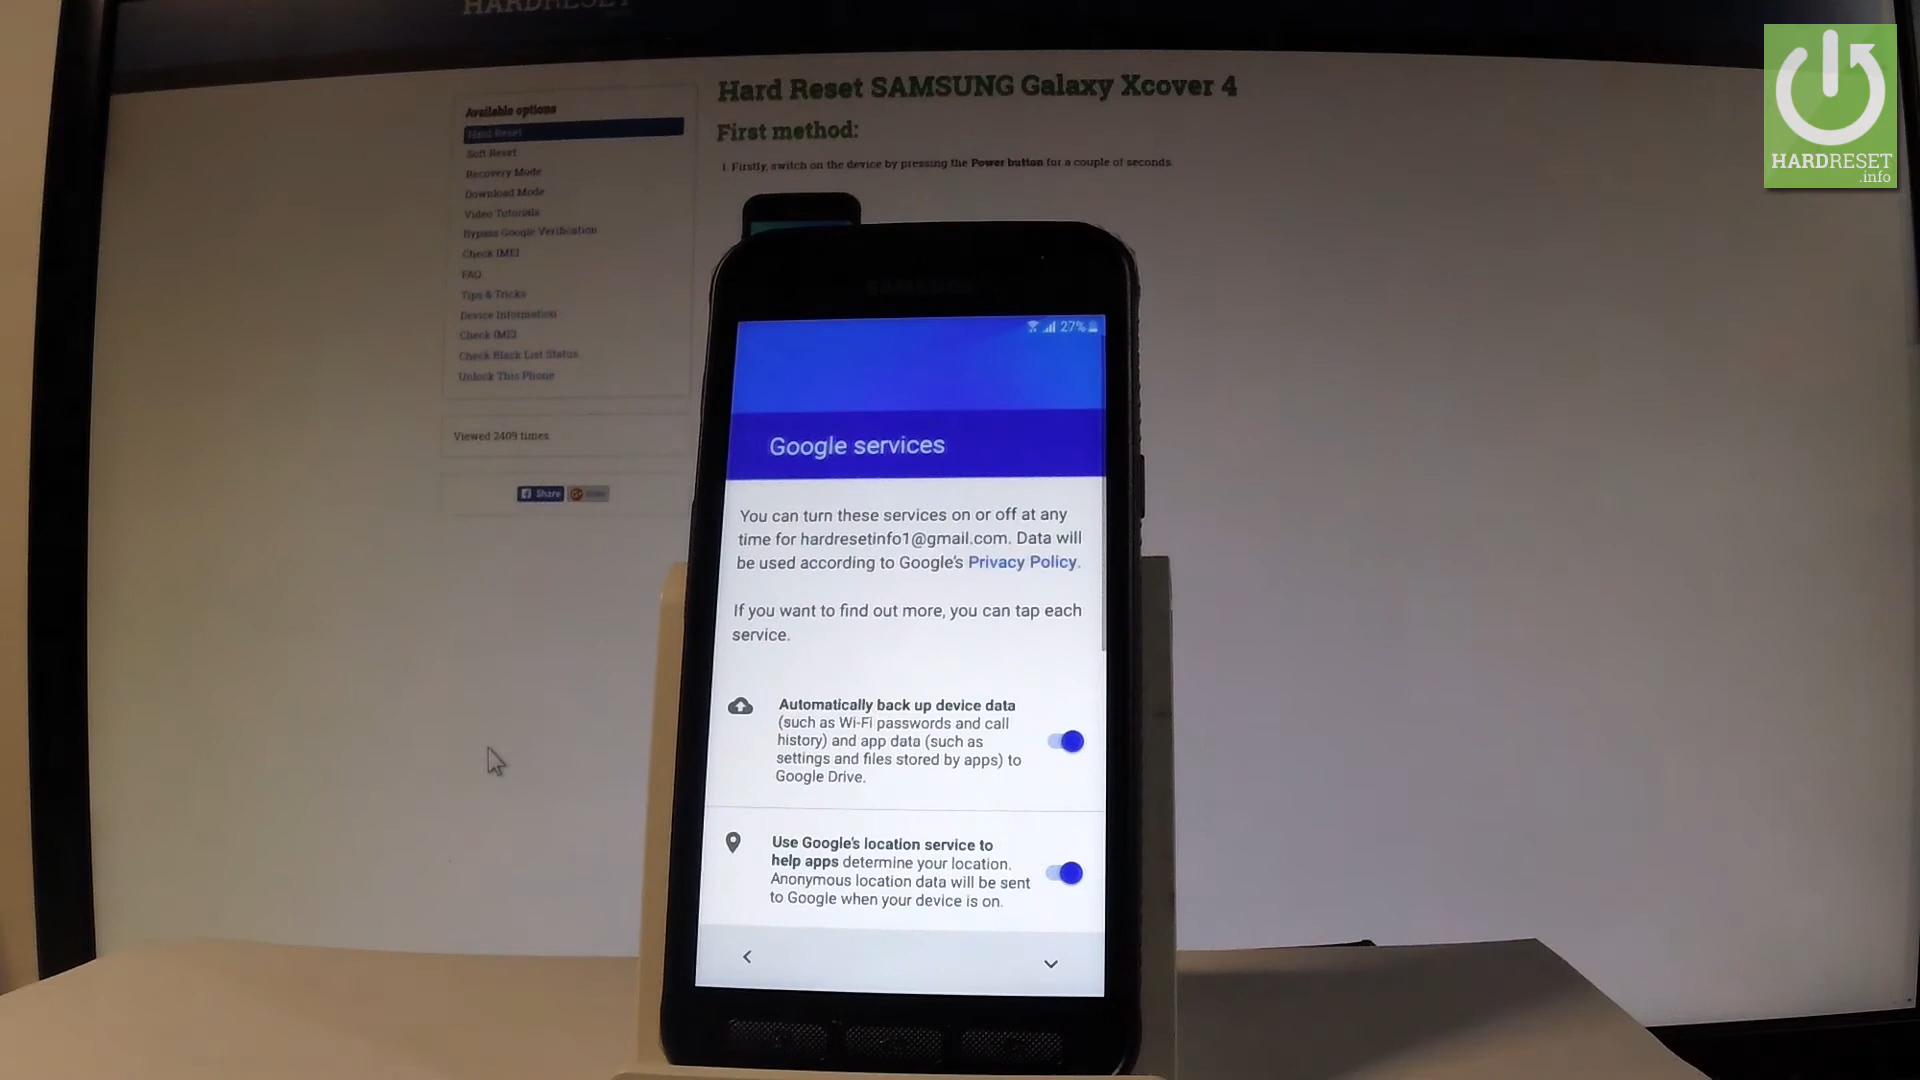 HARDRESET
Hard Reset SAMSUNG Galaxy Xcover 4
First method:
1. Firstly, switch on the device by pressing the Power button for a couple of seconds.
Available options
Hard Reset
Soft Reset
Recovery Mode
Download Mode
Video Tutorials
Bypass Google Verification
Check IMEI
FAQ
Tips & Tricks
Device Information
Check IMEI
Check Black List Status
Unlock This Phone
Viewed 2409 times
Share
HARDRESET
.info
SAMSUNG
27%
Google services
You can turn these services on or off at any
time for hardresetinfo1@gmail.com. Data will
be used according to Google's Privacy Policy.
If you want to find out more, you can tap each
service.
Automatically back up device data
(such as Wi-Fi passwords and call
history) and app data (such as
settings and files stored by apps) to
Google Drive.
Use Google's location service to
help apps determine your location.
Anonymous location data will be sent
to Google when your device is on.